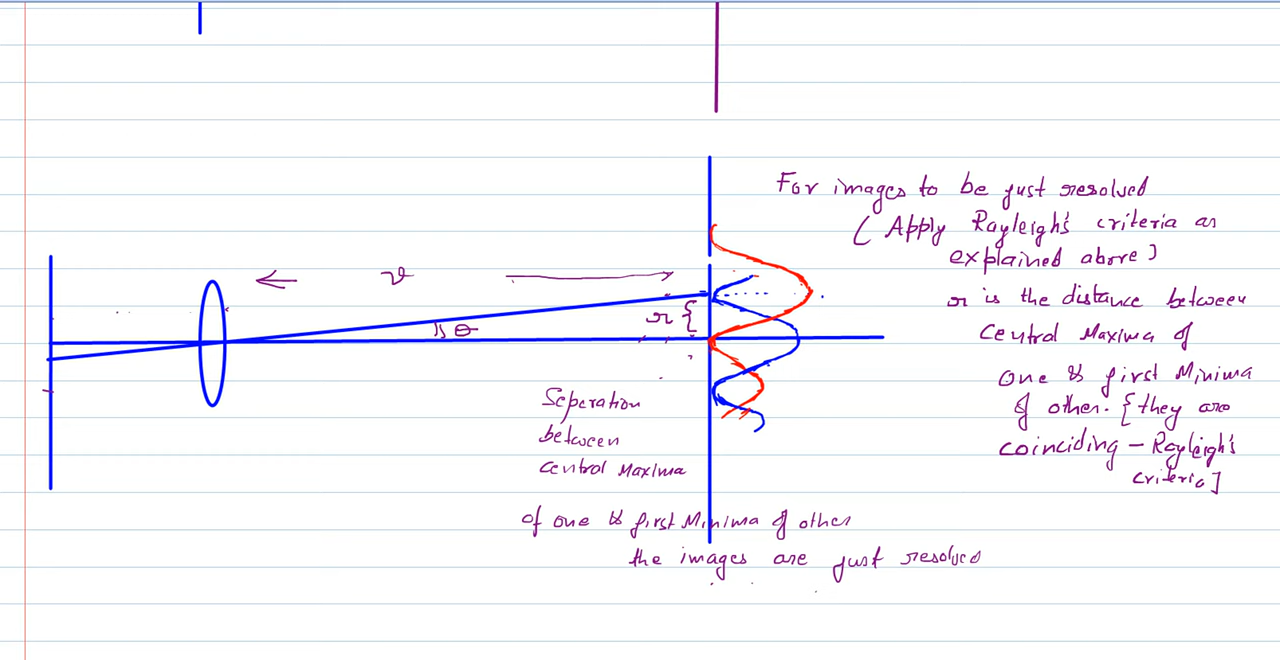 For images to be just resolved
( Apply Rayleigh's criteria as
explained above )
r is the distance between
Central Maxima of
one & first Minima
of other. { they are
coinciding – Rayleigh's
criteria ]
v
θ
r {
Seperation
between
central Maxima
of one & first Minima of other
the images are just resolved